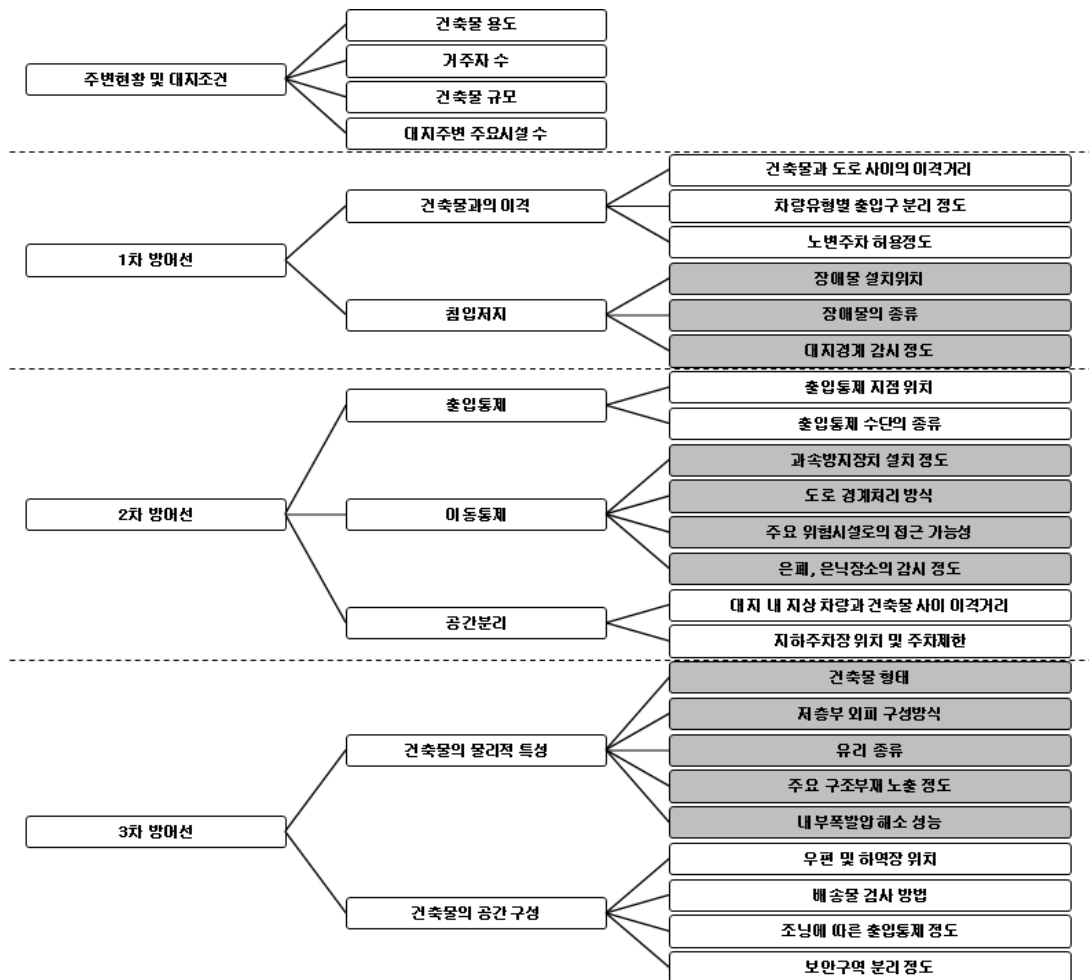 건축물 용도
거주자 수
주변현황 및 대지조건
건축물 규모
대지주변 주요시설 수
건축물과 도로 사이의 이격거리
건축물과의 이격
차량유형별 출입구 분리 정도
노변주차 허용정도
1차 방어선
장애물 설치위치
침입저지
장애물의 종류
대지경계 감시 정도
출입통제
출입통제 지점 위치
출입통제 수단의 종류
과속방지장치 설치 정도
도로 경계처리 방식
2차 방어선
이동통제
주요 위험시설로의 접근 가능성
은폐, 은닉장소의 감시 정도
대지 내 지상 차량과 건축물 사이 이격거리
공간분리
지하주차장 위치 및 주차제한
건축물 형태
저층부 외피 구성방식
건축물의 물리적 특성
유리 종류
주요 구조부재 노출 정도
3차 방어선
내부폭발압 해소 성능
우편 및 하역장 위치
배송물 검사 방법
건축물의 공간 구성
조닝에 따른 출입통제 정도
보안구역 분리 정도